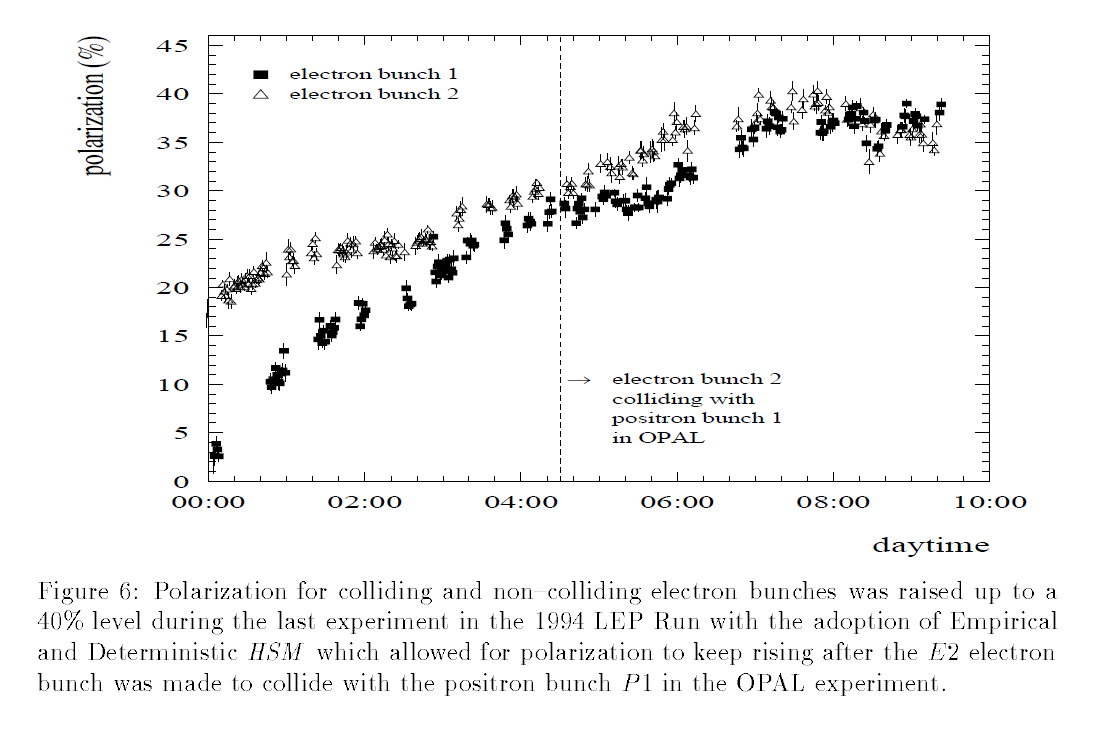 polarization (%)
45
40
35
30
25
20
15
10
5
0
electron bunch 1
electron bunch 2
electron bunch 2
colliding with
positron bunch 1
in OPAL
00:00 02:00 04:00 06:00 08:00 10:00
daytime
Figure 6: Polarization for colliding and non–colliding electron bunches was raised up to a
40% level during the last experiment in the 1994 LEP Run with the adoption of Empirical
and Deterministic HSM which allowed for polarization to keep rising after the E2 electron
bunch was made to collide with the positron bunch P1 in the OPAL experiment.